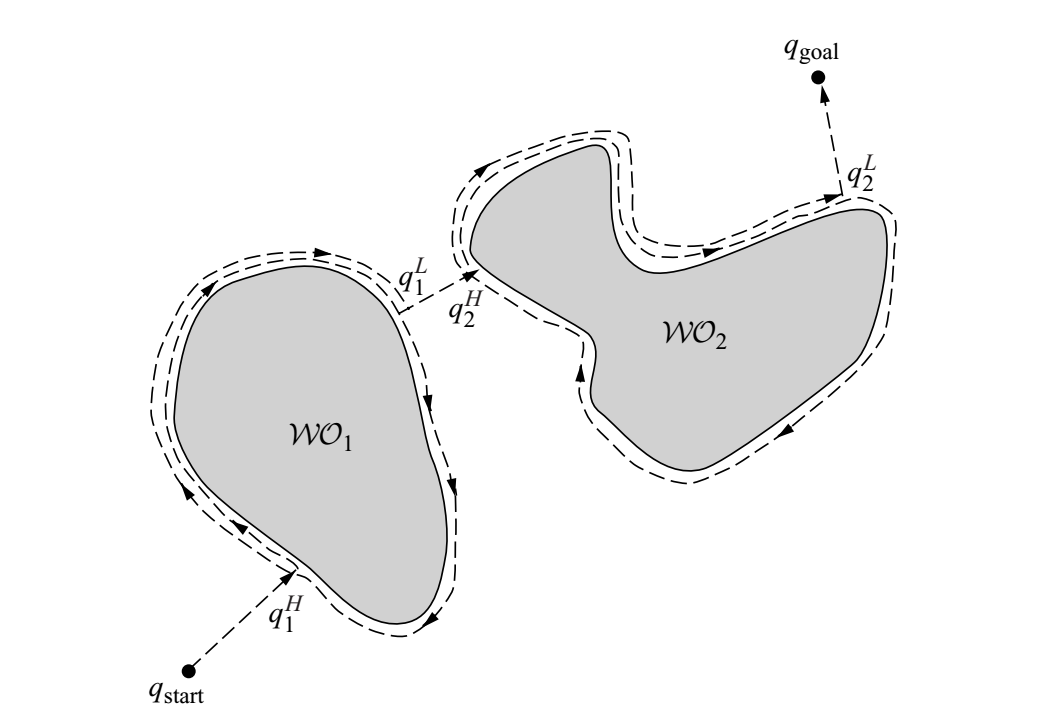 q_goal
q_2^L
q_1^L
q_2^H
𝒲𝒪_2
𝒲𝒪_1
q_1^H
q_start